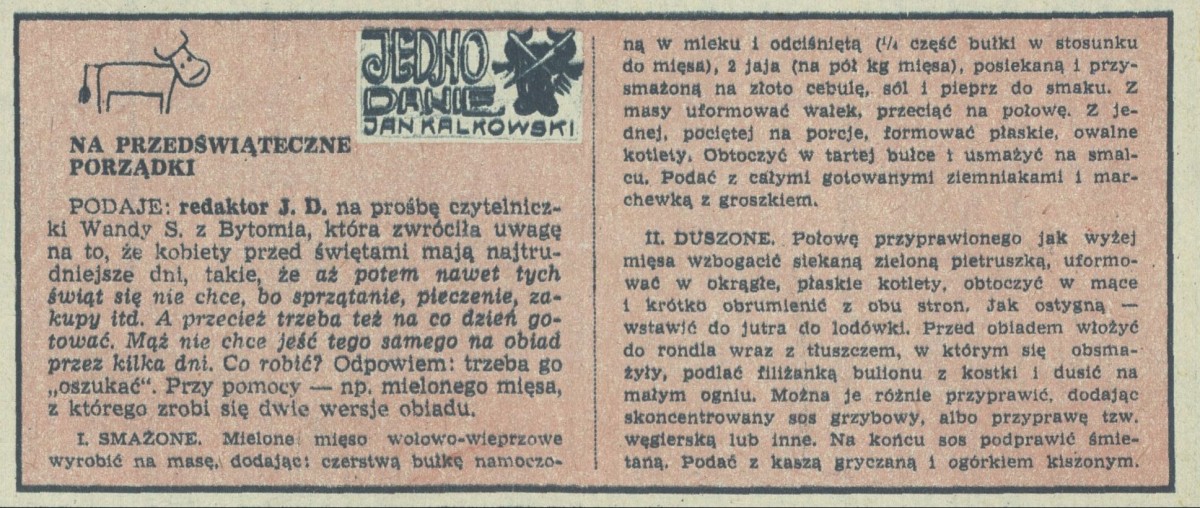 JEDNO
DANIE
JAN KALKOWSKI
NA PRZEDŚWIĄTECZNE
PORZĄDKI
PODAJE: redaktor J. D. na prośbę czytelnicz-
ki Wandy S. z Bytomia, która zwróciła uwagę
na to, że kobiety przed świętami mają najtru-
dniejsze dni, takie, że aż potem nawet tych
świąt się nie chce, bo sprzątanie, pieczenie, za-
kupy itd. A przecież trzeba też na co dzień go-
tować. Mąż nie chce jeść tego samego na obiad
przez kilka dni. Co robić? Odpowiem: trzeba go
„oszukać“. Przy pomocy — np. mielonego mięsa,
z którego zrobi się dwie wersje obiadu.
I. SMAŻONE. Mielone mięso wołowo-wieprzowe
wyrobić na masę, dodając: czerstwą bułkę namoczo-
ną w mleku i odciśniętą (¼ część bułki w stosunku
do mięsa), 2 jaja (na pół kg mięsa), posiekaną i przy-
smażoną na złoto cebulę, sól i pieprz do smaku. Z
masy uformować wałek, przeciąć na połowę. Z je-
dnej, pociętej na porcje, formować płaskie, owalne
kotlety. Obtoczyć w tartej bułce i usmażyć na smal-
cu. Podać z całymi gotowanymi ziemniakami i mar-
chewką z groszkiem.
II. DUSZONE. Połowę przyprawionego jak wyżej
mięsa wzbogacić siekaną zieloną pietruszką, uformo-
wać w okrągłe, płaskie kotlety, obtoczyć w mące
i krótko obrumienić z obu stron. Jak ostygną —
wstawić do jutra do lodówki. Przed obiadem włożyć
do rondla wraz z tłuszczem, w którym się obsma-
żyły, podlać filiżanką bulionu z kostki i dusić na
małym ogniu. Można je różnie przyprawić, dodając
skoncentrowany sos grzybowy, albo przyprawę tzw.
węgierską lub inne. Na końcu sos podprawić śmie-
taną. Podać z kaszą gryczaną i ogórkiem kiszonym.